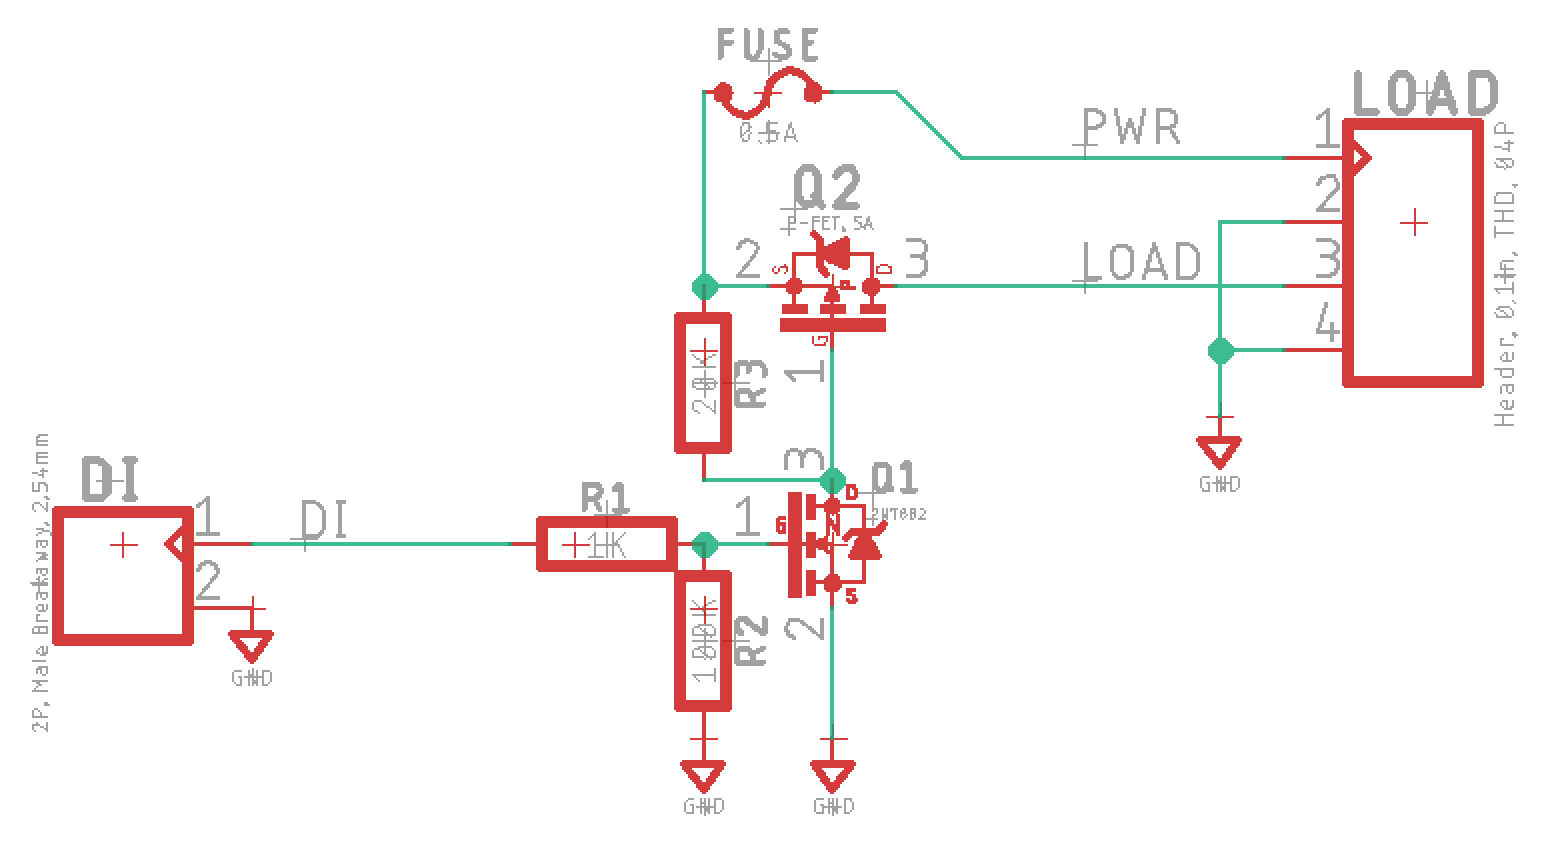 FUSE
0.5A
PWR
LOAD
1
2
3
4
Header, 0.1in, THD, 04P
Q2
P-FET, 5A
2
S
D
3
LOAD
G
1
20K
R3
GND
DI
1
2
2P, Male Breakaway, 2.54mm
DI
GND
R1
1K
1
3
Q1
D
G
S
2
100K
R2
GND
GND